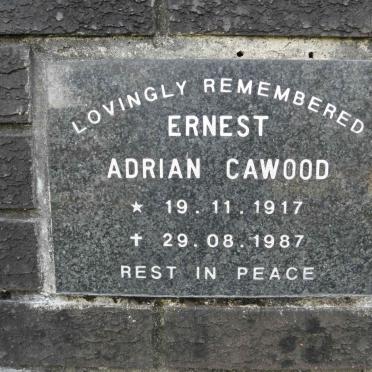 LOVINGLY REMEMBERED
ERNEST
ADRIAN CAWOOD
★ 19.11.1917
✝ 29.08.1987
REST IN PEACE